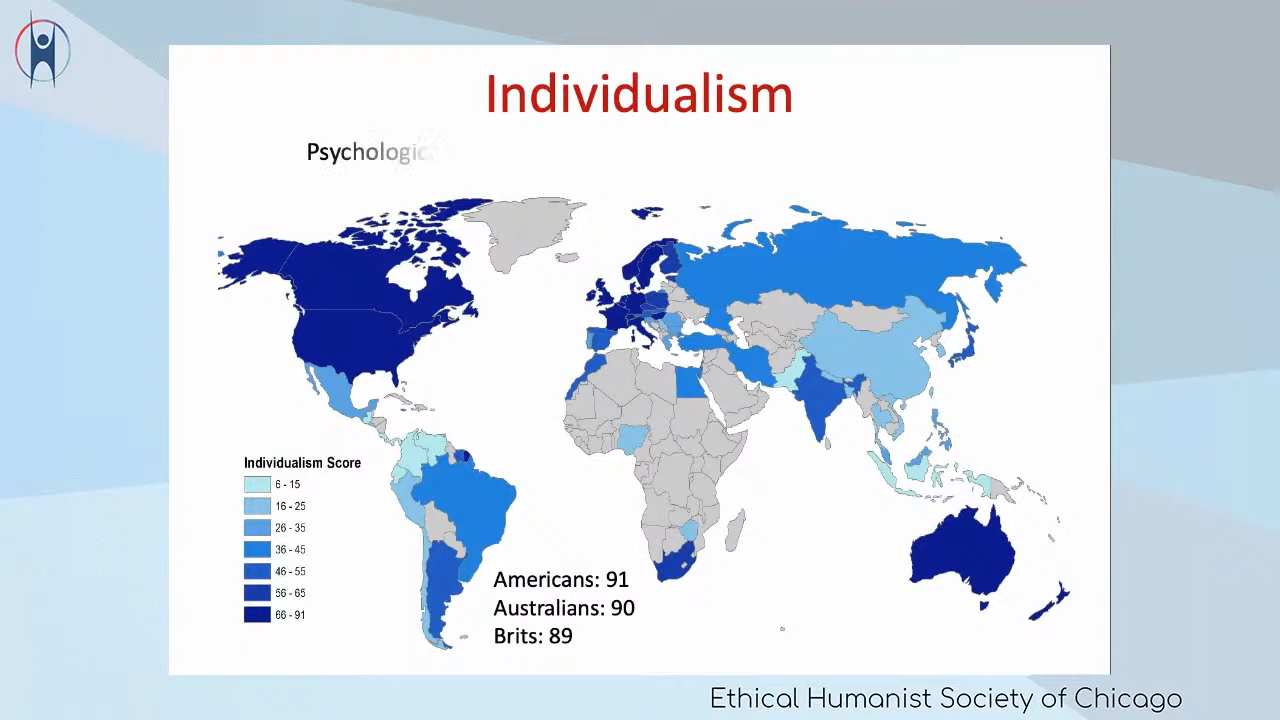 Individualism
Psychologic
Individualism Score
6 - 15
16 - 25
26 - 35
36 - 45
46 - 55
56 - 65
66 - 91
Americans: 91
Australians: 90
Brits: 89
Ethical Humanist Society of Chicago